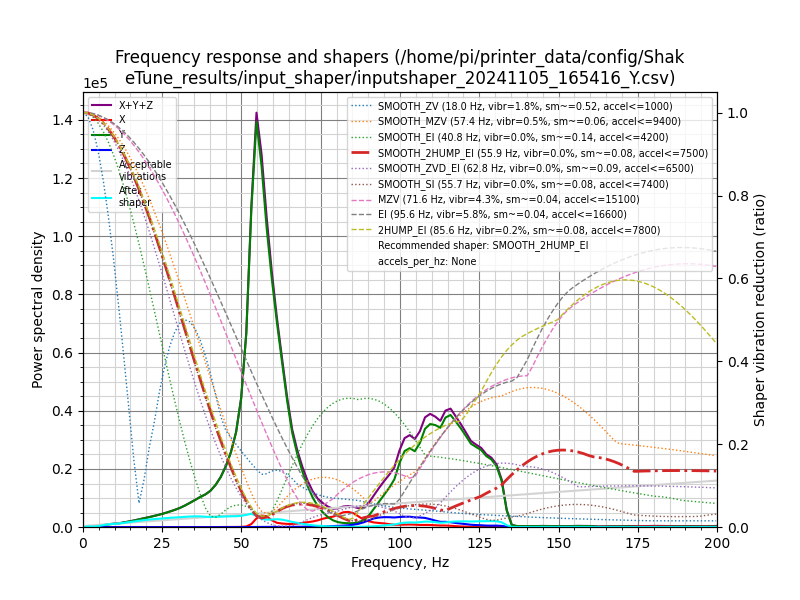 Frequency response and shapers (/home/pi/printer_data/config/Shak
eTune_results/input_shaper/inputshaper_20241105_165416_Y.csv)
1e5
X+Y+Z
X
Y
Z
Acceptable
vibrations
After
shaper
SMOOTH_ZV (18.0 Hz, vibr=1.8%, sm~=0.52, accel<=1000)
SMOOTH_MZV (57.4 Hz, vibr=0.5%, sm~=0.06, accel<=9400)
SMOOTH_EI (40.8 Hz, vibr=0.0%, sm~=0.14, accel<=4200)
SMOOTH_2HUMP_EI (55.9 Hz, vibr=0.0%, sm~=0.08, accel<=7500)
SMOOTH_ZVD_EI (62.8 Hz, vibr=0.0%, sm~=0.09, accel<=6500)
SMOOTH_SI (55.7 Hz, vibr=0.0%, sm~=0.08, accel<=7400)
MZV (71.6 Hz, vibr=4.3%, sm~=0.04, accel<=15100)
EI (95.6 Hz, vibr=5.8%, sm~=0.04, accel<=16600)
2HUMP_EI (85.6 Hz, vibr=0.2%, sm~=0.08, accel<=7800)
Recommended shaper: SMOOTH_2HUMP_EI
accels_per_hz: None
Power spectral density
1.4
1.2
1.0
0.8
0.6
0.4
0.2
0.0
1.0
0.8
0.6
0.4
0.2
0.0
Shaper vibration reduction (ratio)
0 25 50 75 100 125 150 175 200
Frequency, Hz